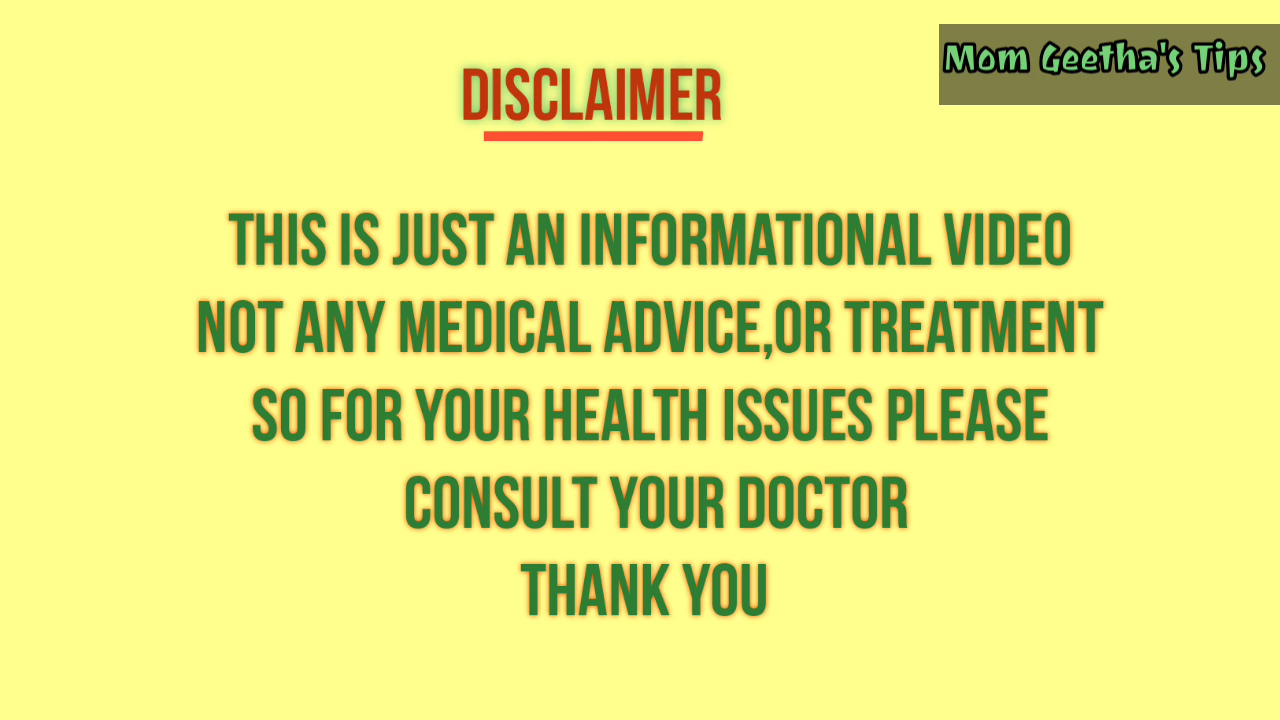 Mom Geetha's Tips
DISCLAIMER
THIS IS JUST AN INFORMATIONAL VIDEO
NOT ANY MEDICAL ADVICE,OR TREATMENT
SO FOR YOUR HEALTH ISSUES PLEASE
CONSULT YOUR DOCTOR
THANK YOU